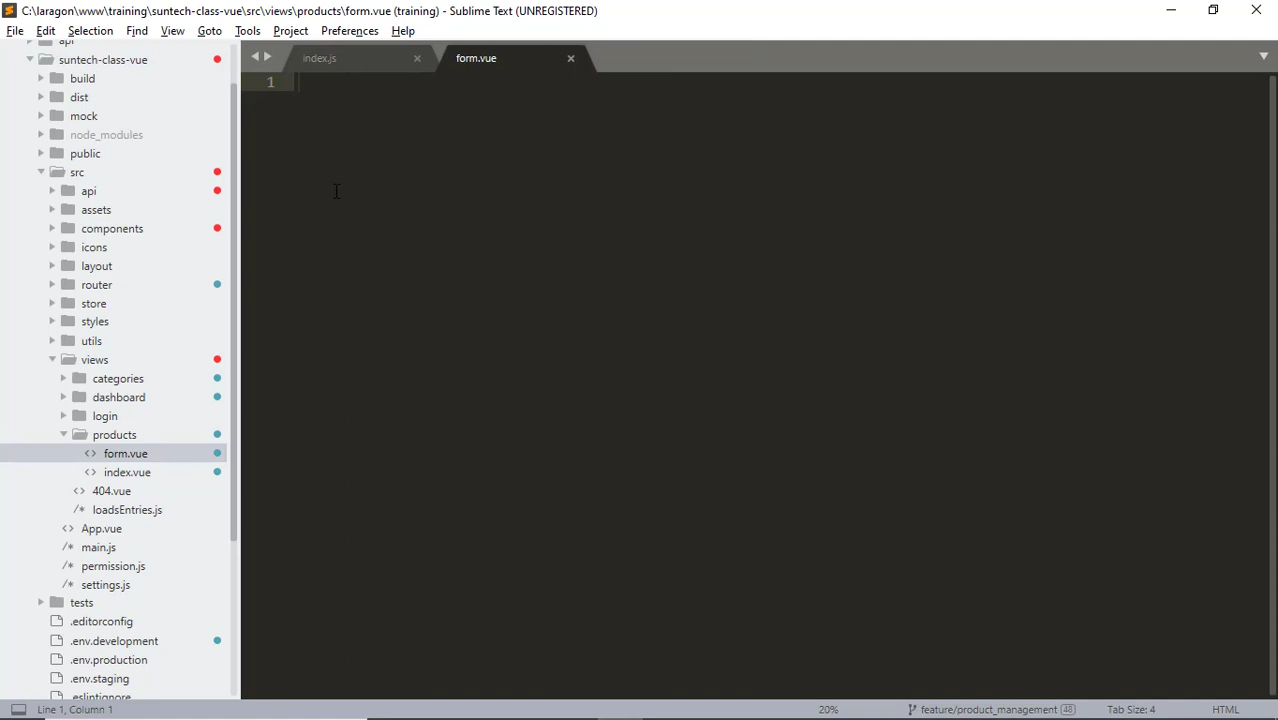 C:\laragon\www\training\suntech-class-vue\src\views\products\form.vue (training) - Sublime Text (UNREGISTERED)
File Edit Selection Find View Goto Tools Project Preferences Help
api
suntech-class-vue
build
dist
mock
node_modules
public
src
api
assets
components
icons
layout
router
store
styles
utils
views
categories
dashboard
login
products
form.vue
index.vue
404.vue
loadsEntries.js
App.vue
main.js
permission.js
settings.js
tests
.editorconfig
.env.development
.env.production
.env.staging
.eslintignore
index.js form.vue
1
Line 1, Column 1 20% feature/product_management 48 Tab Size: 4 HTML